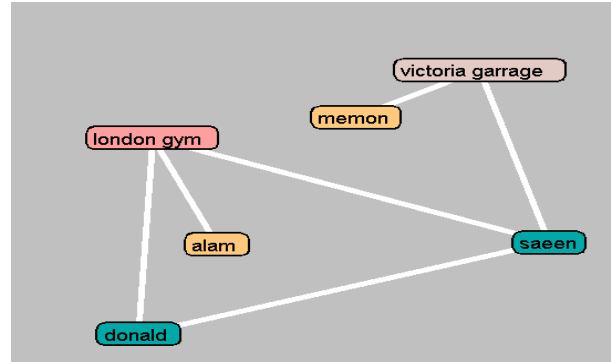 victoria garrage
memon
london gym
alam
saeen
donald